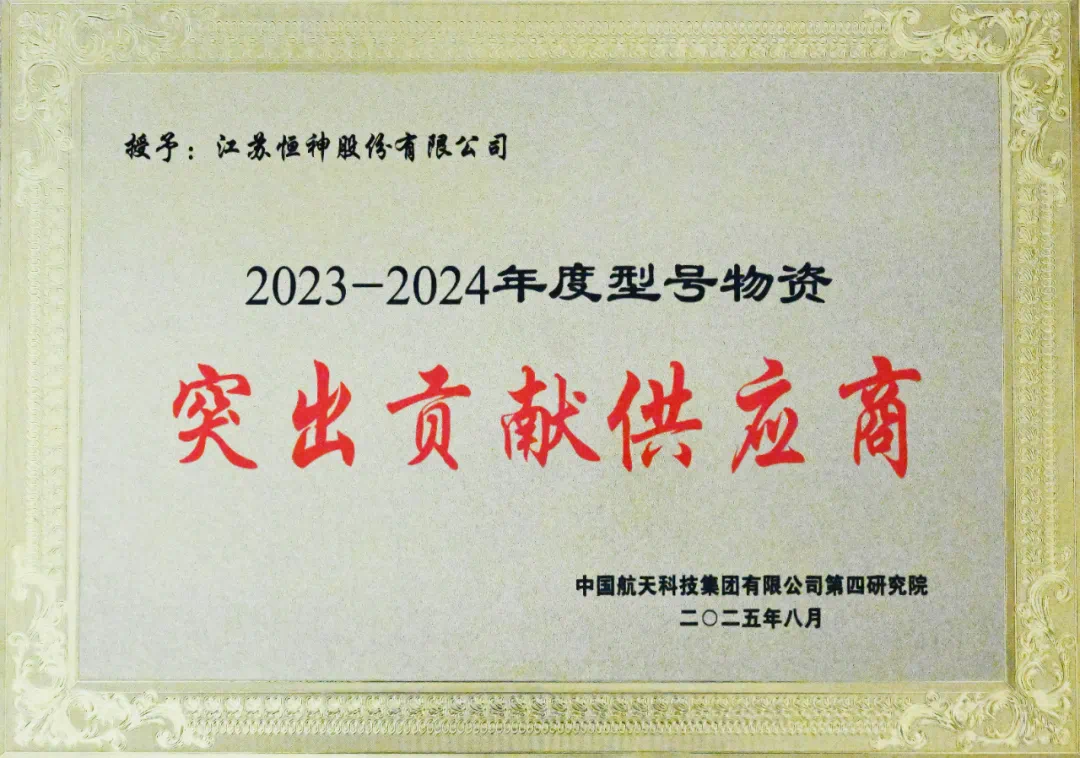 授予：江苏恒神股份有限公司
2023-2024年度型号物资
突出贡献供应商
中国航天科技集团有限公司第四研究院
二〇二五年八月